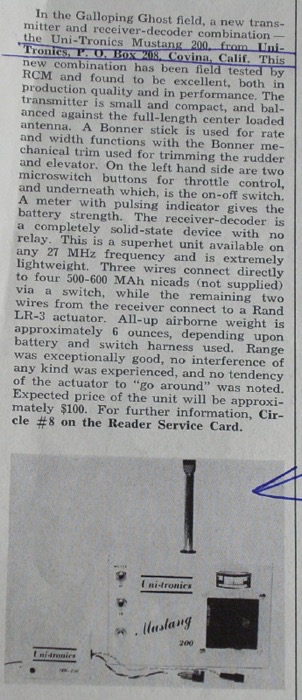 In the Galloping Ghost field, a new trans-
mitter and receiver-decoder combination —
the Uni-Tronics Mustang 200, from Uni-
Tronics, P. O. Box 208, Covina, Calif. This
new combination has been field tested by
RCM and found to be excellent, both in
production quality and in performance. The
transmitter is small and compact, and bal-
anced against the full-length center loaded
antenna. A Bonner stick is used for rate
and width functions with the Bonner me-
chanical trim used for trimming the rudder
and elevator. On the left hand side are two
microswitch buttons for throttle control,
and underneath which, is the on-off switch.
A meter with pulsing indicator gives the
battery strength. The receiver-decoder is
a completely solid-state device with no
relay. This is a superhet unit available on
any 27 MHz frequency and is extremely
lightweight. Three wires connect directly
to four 500-600 MAh nicads (not supplied)
via a switch, while the remaining two
wires from the receiver connect to a Rand
LR-3 actuator. All-up airborne weight is
approximately 6 ounces, depending upon
battery and switch harness used. Range
was exceptionally good, no interference of
any kind was experienced, and no tendency
of the actuator to "go around" was noted.
Expected price of the unit will be approxi-
mately $100. For further information, Cir-
cle #8 on the Reader Service Card.
Uni-tronics
Mustang
200
Uni-tronics